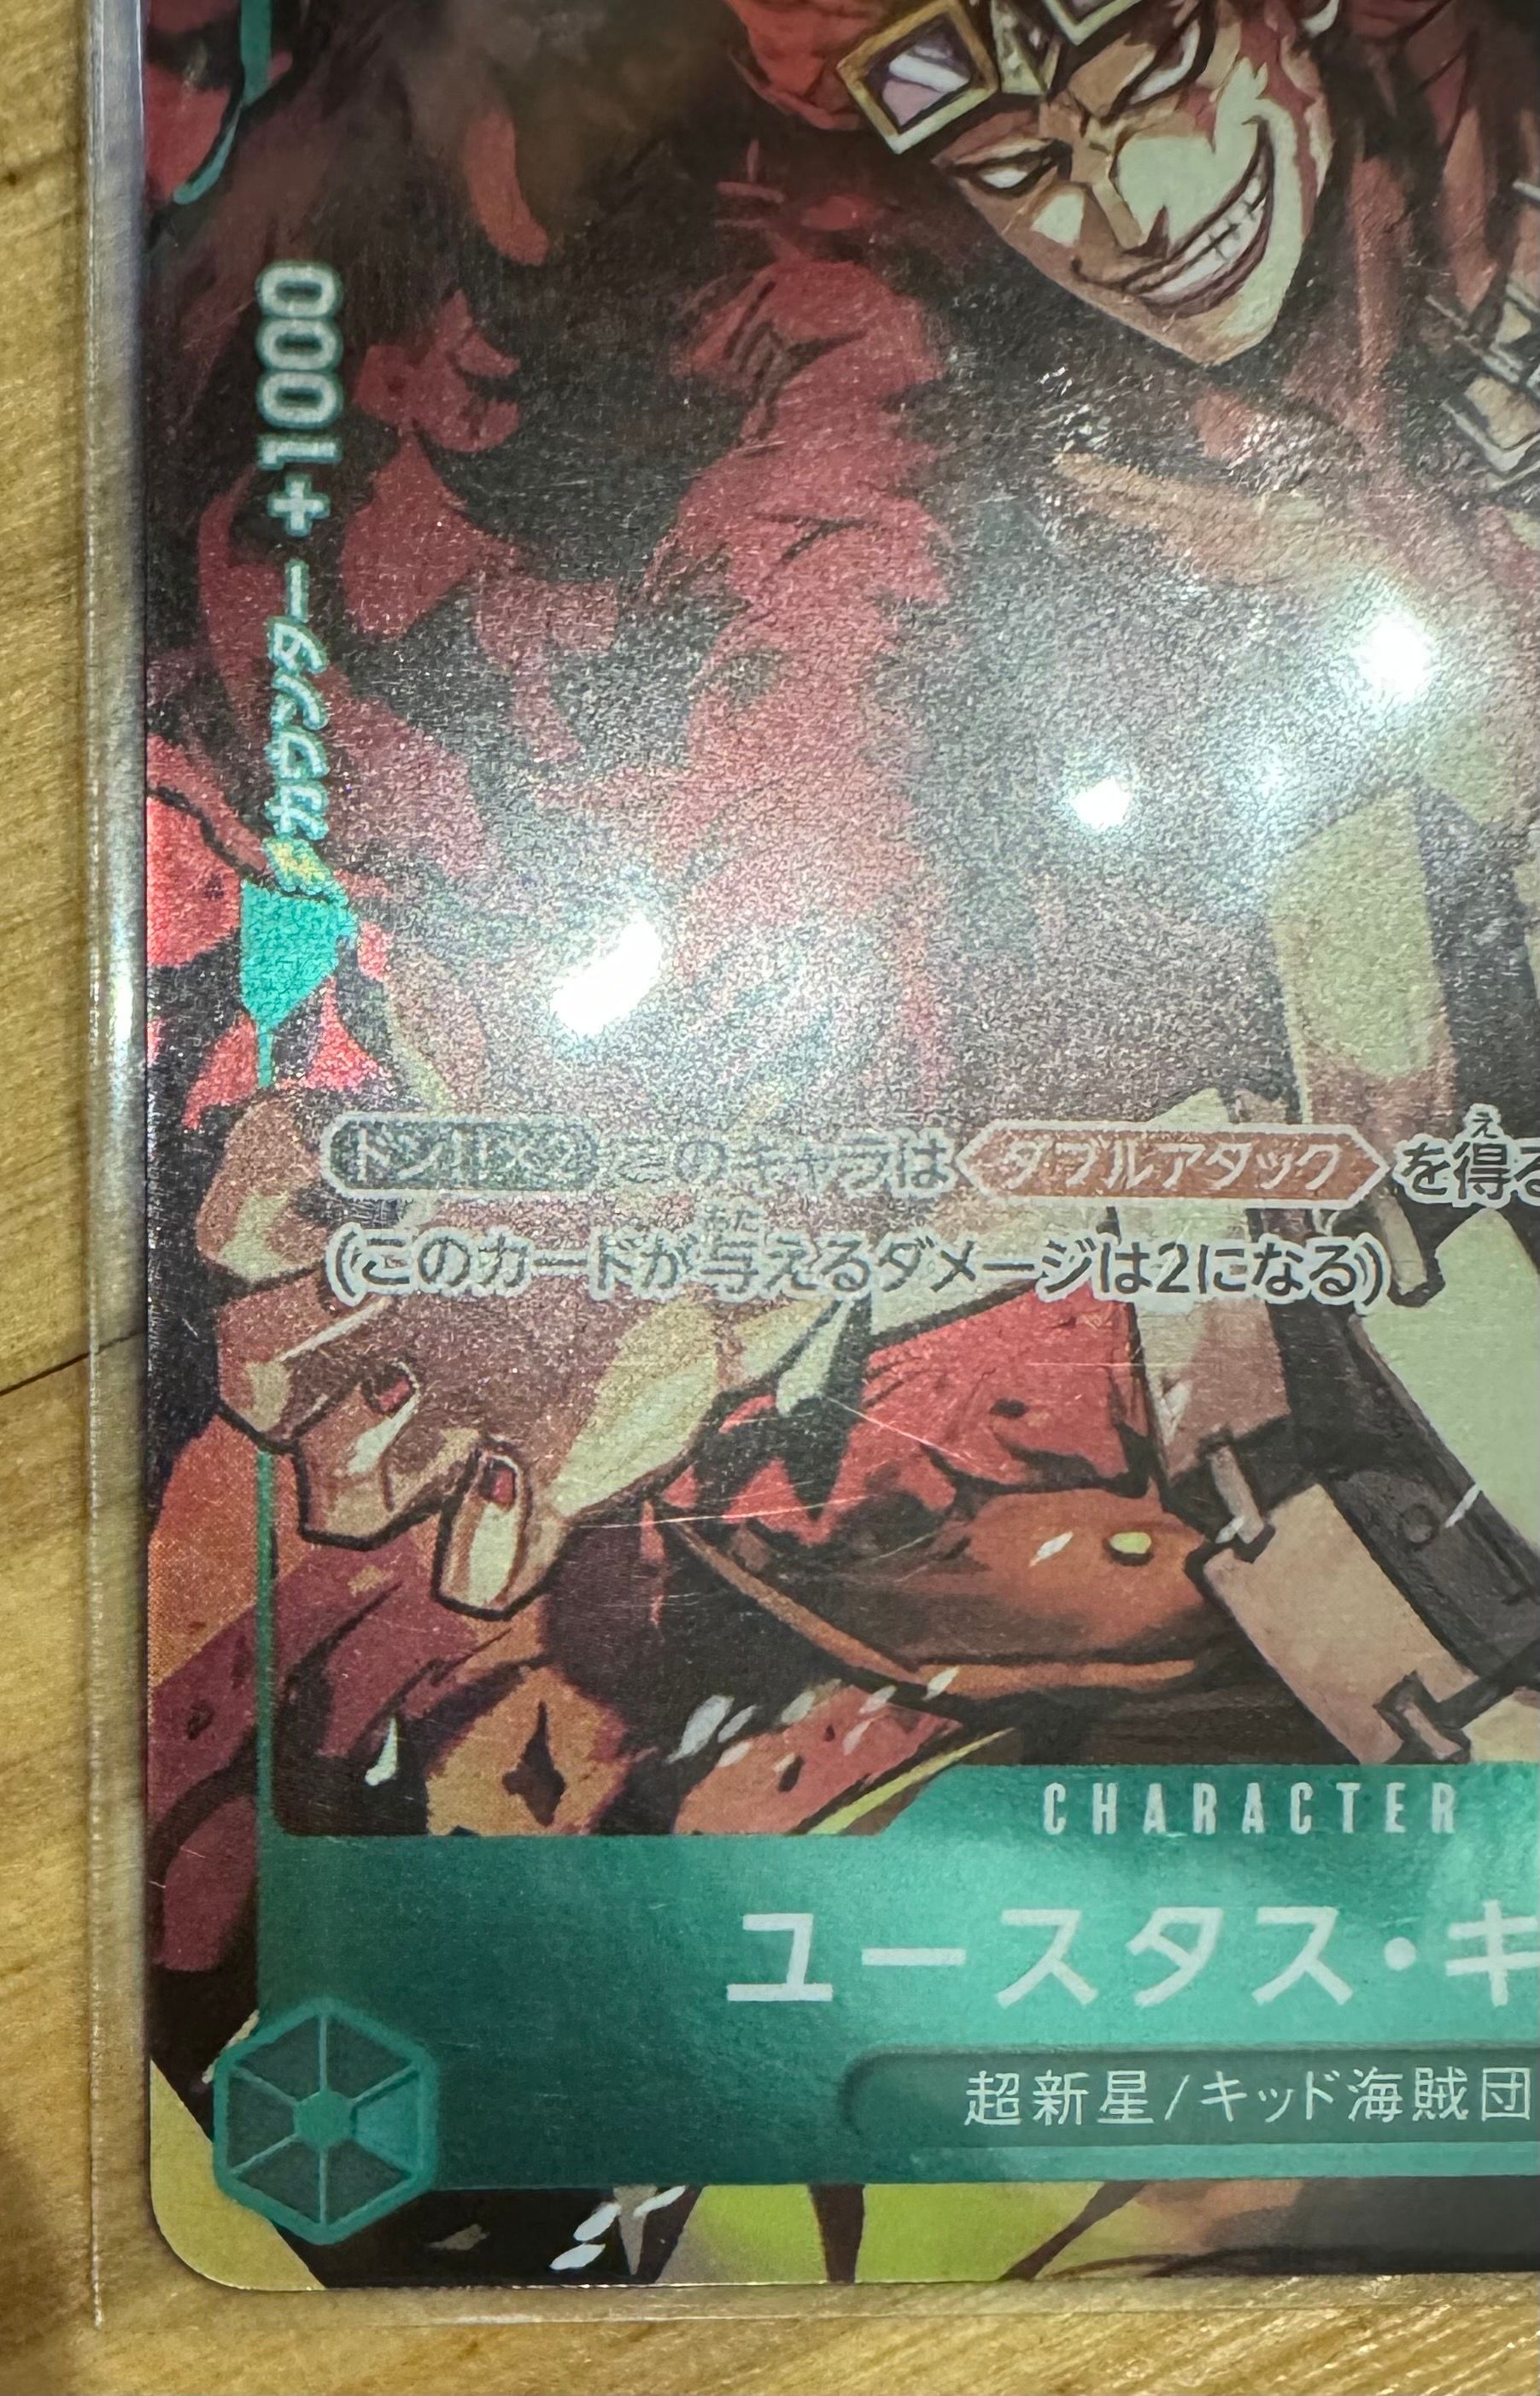 カウンター +1000
ドン!!×2 このキャラは ダブルアタック を得る
(このカードが与えるダメージは2になる)
CHARACTER
ユースタス・キ
超新星/キッド海賊団